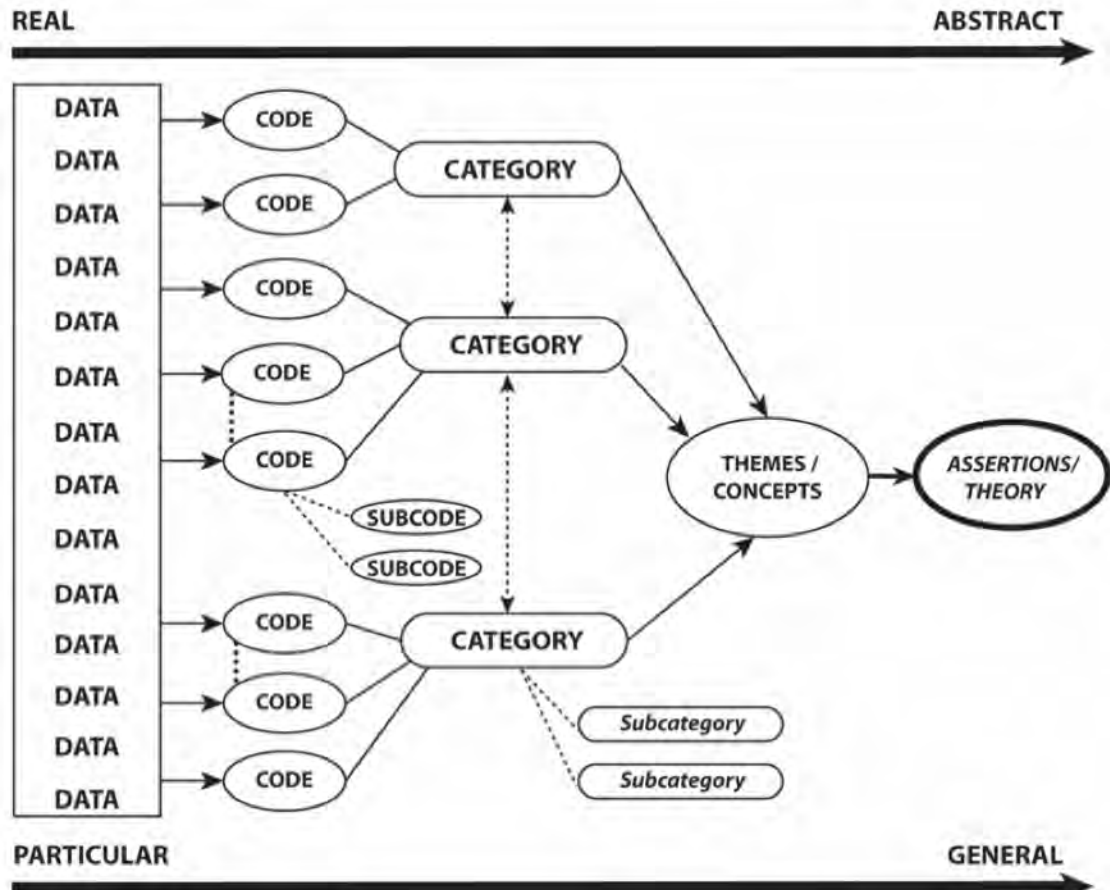 REAL
ABSTRACT
DATA
DATA
DATA
DATA
DATA
DATA
DATA
DATA
DATA
DATA
DATA
DATA
DATA
DATA
CODE
CODE
CODE
CODE
CODE
SUBCODE
SUBCODE
CODE
CODE
CODE
CATEGORY
CATEGORY
CATEGORY
Subcategory
Subcategory
THEMES /
CONCEPTS
ASSERTIONS/
THEORY
PARTICULAR
GENERAL